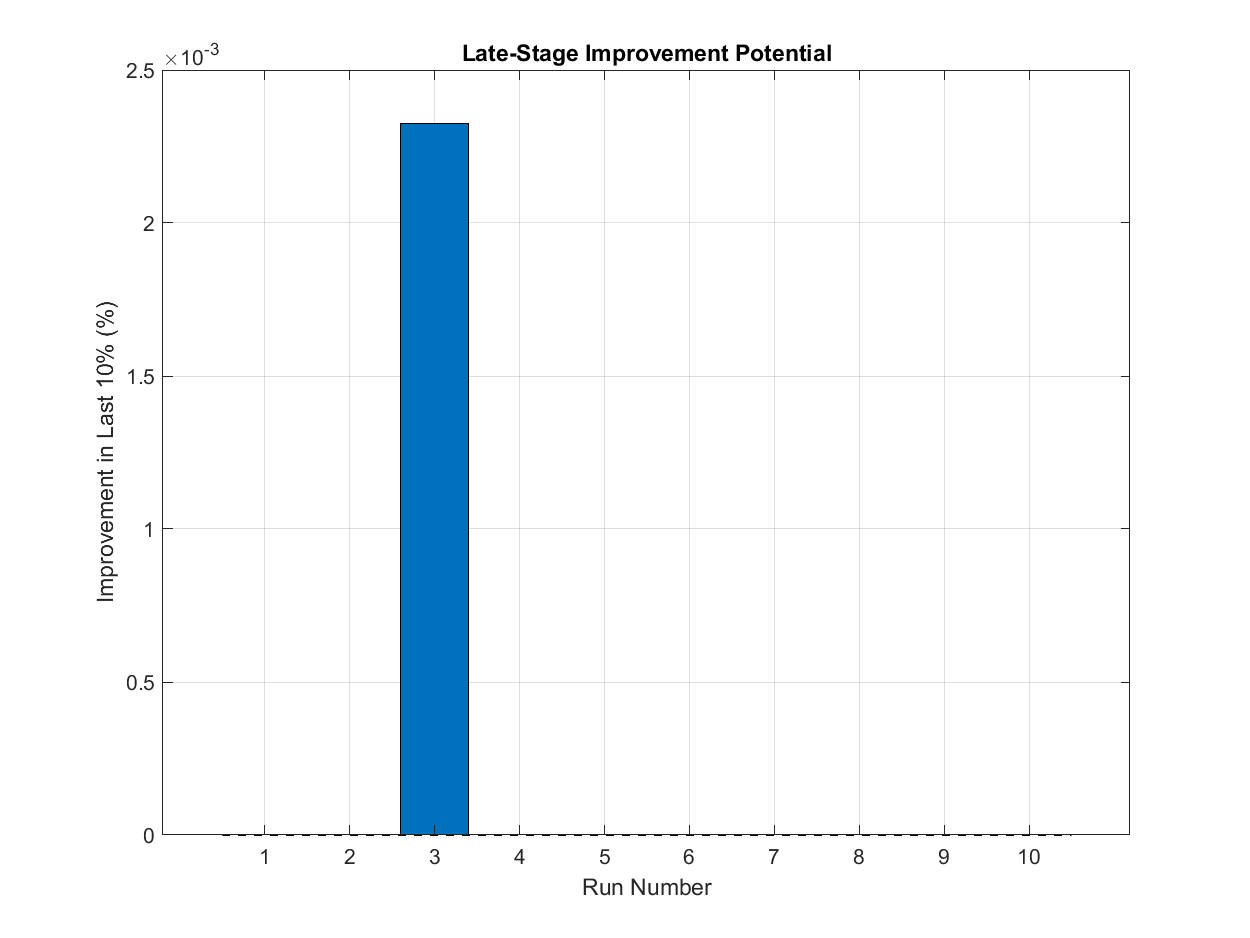 Late-Stage Improvement Potential
×10-3
2.5
2
1.5
1
0.5
0
Improvement in Last 10% (%)
1 2 3 4 5 6 7 8 9 10
Run Number